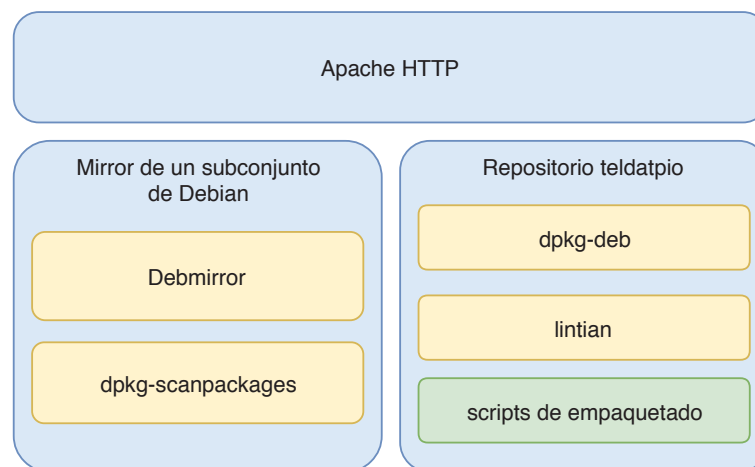 Apache HTTP
Mirror de un subconjunto
de Debian
Debmirror
dpkg-scanpackages
Repositorio teldatpio
dpkg-deb
lintian
scripts de empaquetado